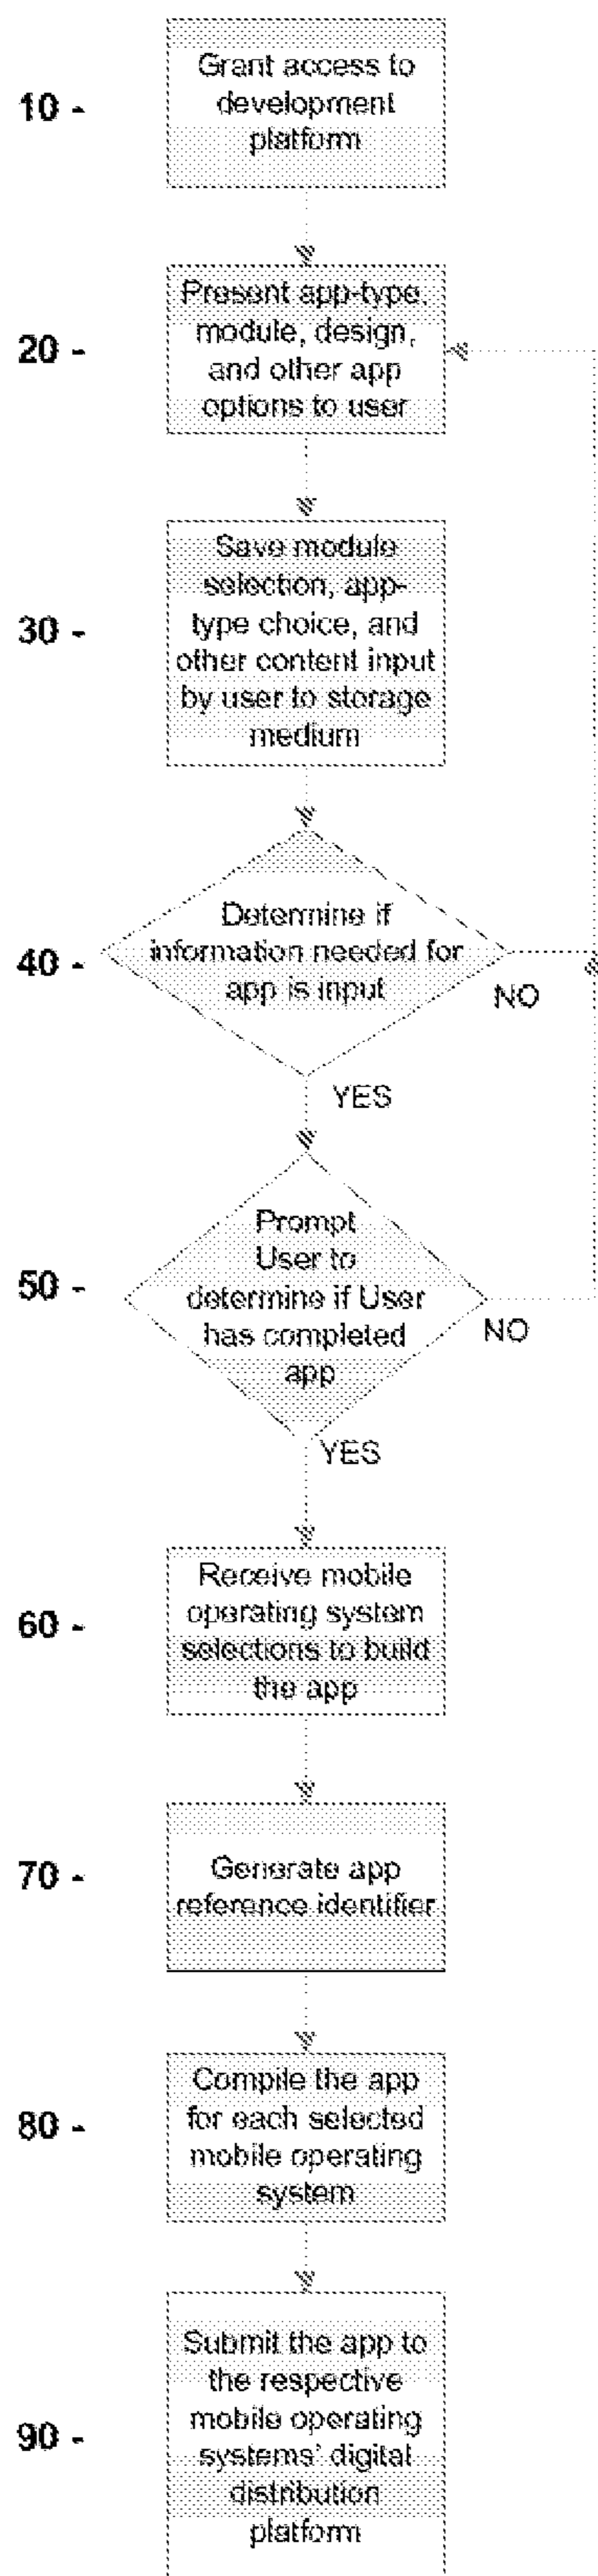 10 -
Grant access to
development
platform
20 -
Present app-type,
module, design,
and other app
options to user
30 -
Save module
selection, app-
type choice, and
other content input
by user to storage
medium
40 -
Determine if
information needed for
app is input
NO
YES
50 -
Prompt
User to
determine if User
has completed
app
NO
YES
60 -
Receive mobile
operating system
selections to build
the app
70 -
Generate app
reference identifier
80 -
Compile the app
for each selected
mobile operating
system
90 -
Submit the app to
the respective
mobile operating
systems' digital
distribution
platform